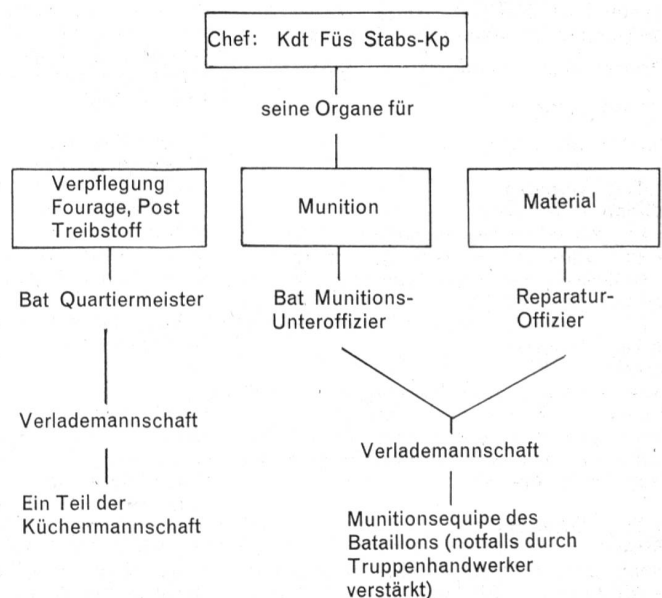 Chef: Kdt Füs Stabs-Kp
seine Organe für
Verpflegung
Fourage, Post
Treibstoff
Munition
Material
Bat Quartiermeister
Bat Munitions-
Unteroffizier
Reparatur-
Offizier
Verlademannschaft
Ein Teil der
Küchenmannschaft
Verlademannschaft
Munitionsequipe des
Bataillons (notfalls durch
Truppenhandwerker
verstärkt)